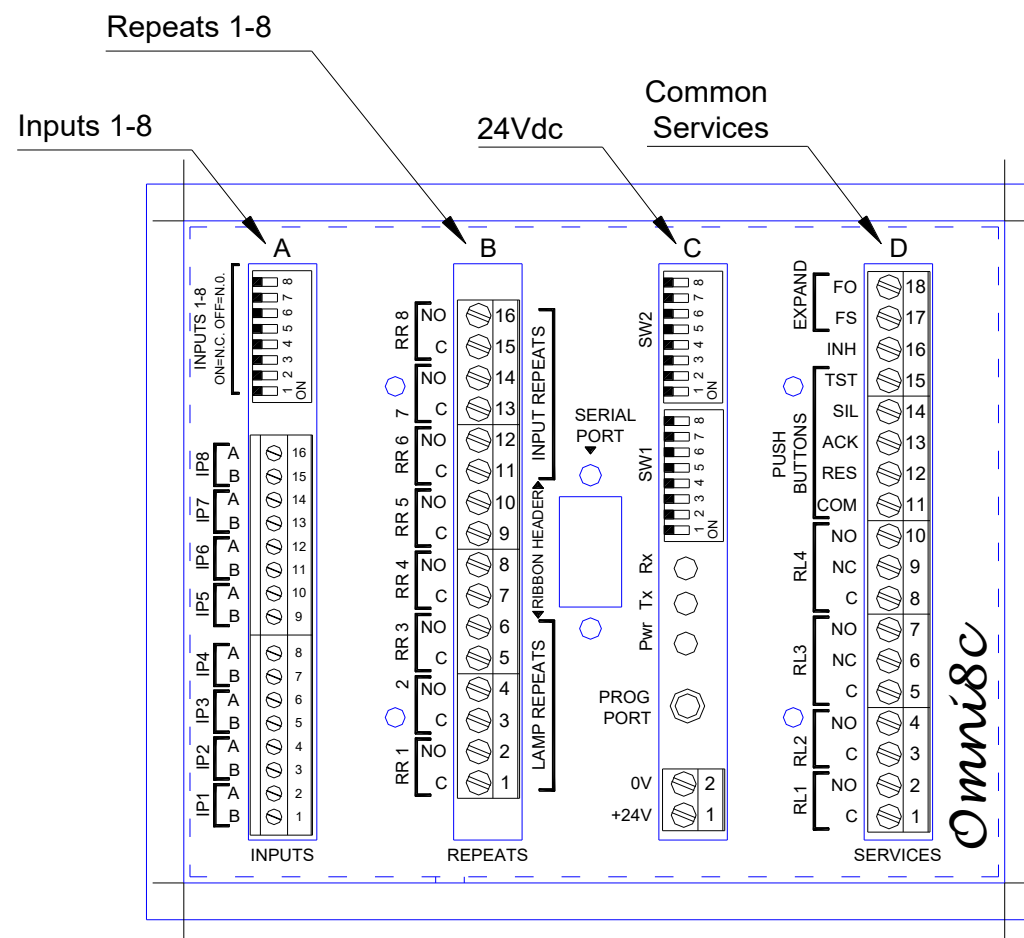 Repeats 1-8
Inputs 1-8
24Vdc
Common
Services
A
B
C
D
INPUTS 1-8
ON=N.C. OFF=N.0.
8
7
6
5
4
3
2
1
ON
IP8
A 16
B 15
IP7
A 14
B 13
IP6
A 12
B 11
IP5
A 10
B 9
IP4
A 8
B 7
IP3
A 6
B 5
IP2
A 4
B 3
IP1
A 2
B 1
INPUTS
RR 8
NO 16
C 15
7
NO 14
C 13
RR 6
NO 12
C 11
RR 5
NO 10
C 9
RR 4
NO 8
C 7
RR 3
NO 6
C 5
2
NO 4
C 3
RR 1
NO 2
C 1
INPUT REPEATS
RIBBON HEADER
LAMP REPEATS
REPEATS
SERIAL
PORT
SW2
8
7
6
5
4
3
2
1
ON
SW1
8
7
6
5
4
3
2
1
ON
Rx
Tx
Pwr
PROG
PORT
0V 2
+24V 1
EXPAND
FO 18
FS 17
INH 16
PUSH
BUTTONS
TST 15
SIL 14
ACK 13
RES 12
COM 11
RL4
NO 10
NC 9
C 8
RL3
NO 7
NC 6
C 5
RL2
NO 4
C 3
RL1
NO 2
C 1
SERVICES
Omni8c